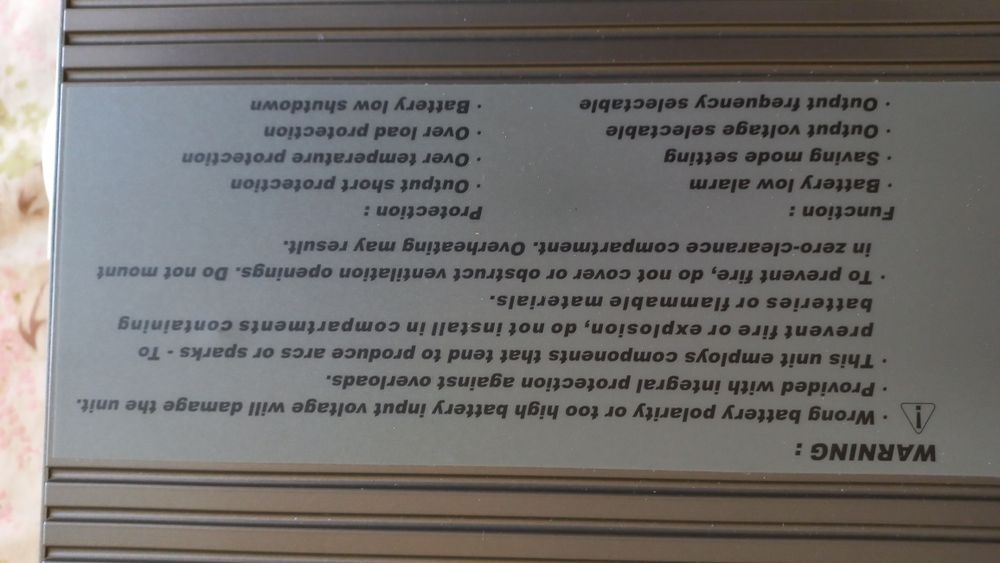 WARNING :
· Wrong battery polarity or too high battery input voltage will damage the unit.
· Provided with integral protection against overloads.
· This unit employs components that tend to produce arcs or sparks - To
prevent fire or explosion, do not install in compartments containing
batteries or flammable materials.
· To prevent fire, do not cover or obstruct ventilation openings. Do not mount
in zero-clearance compartment. Overheating may result.
Function :
· Battery low alarm
· Saving mode setting
· Output voltage selectable
· Output frequency selectable
Protection :
· Output short protection
· Over temperature protection
· Over load protection
· Battery low shutdown